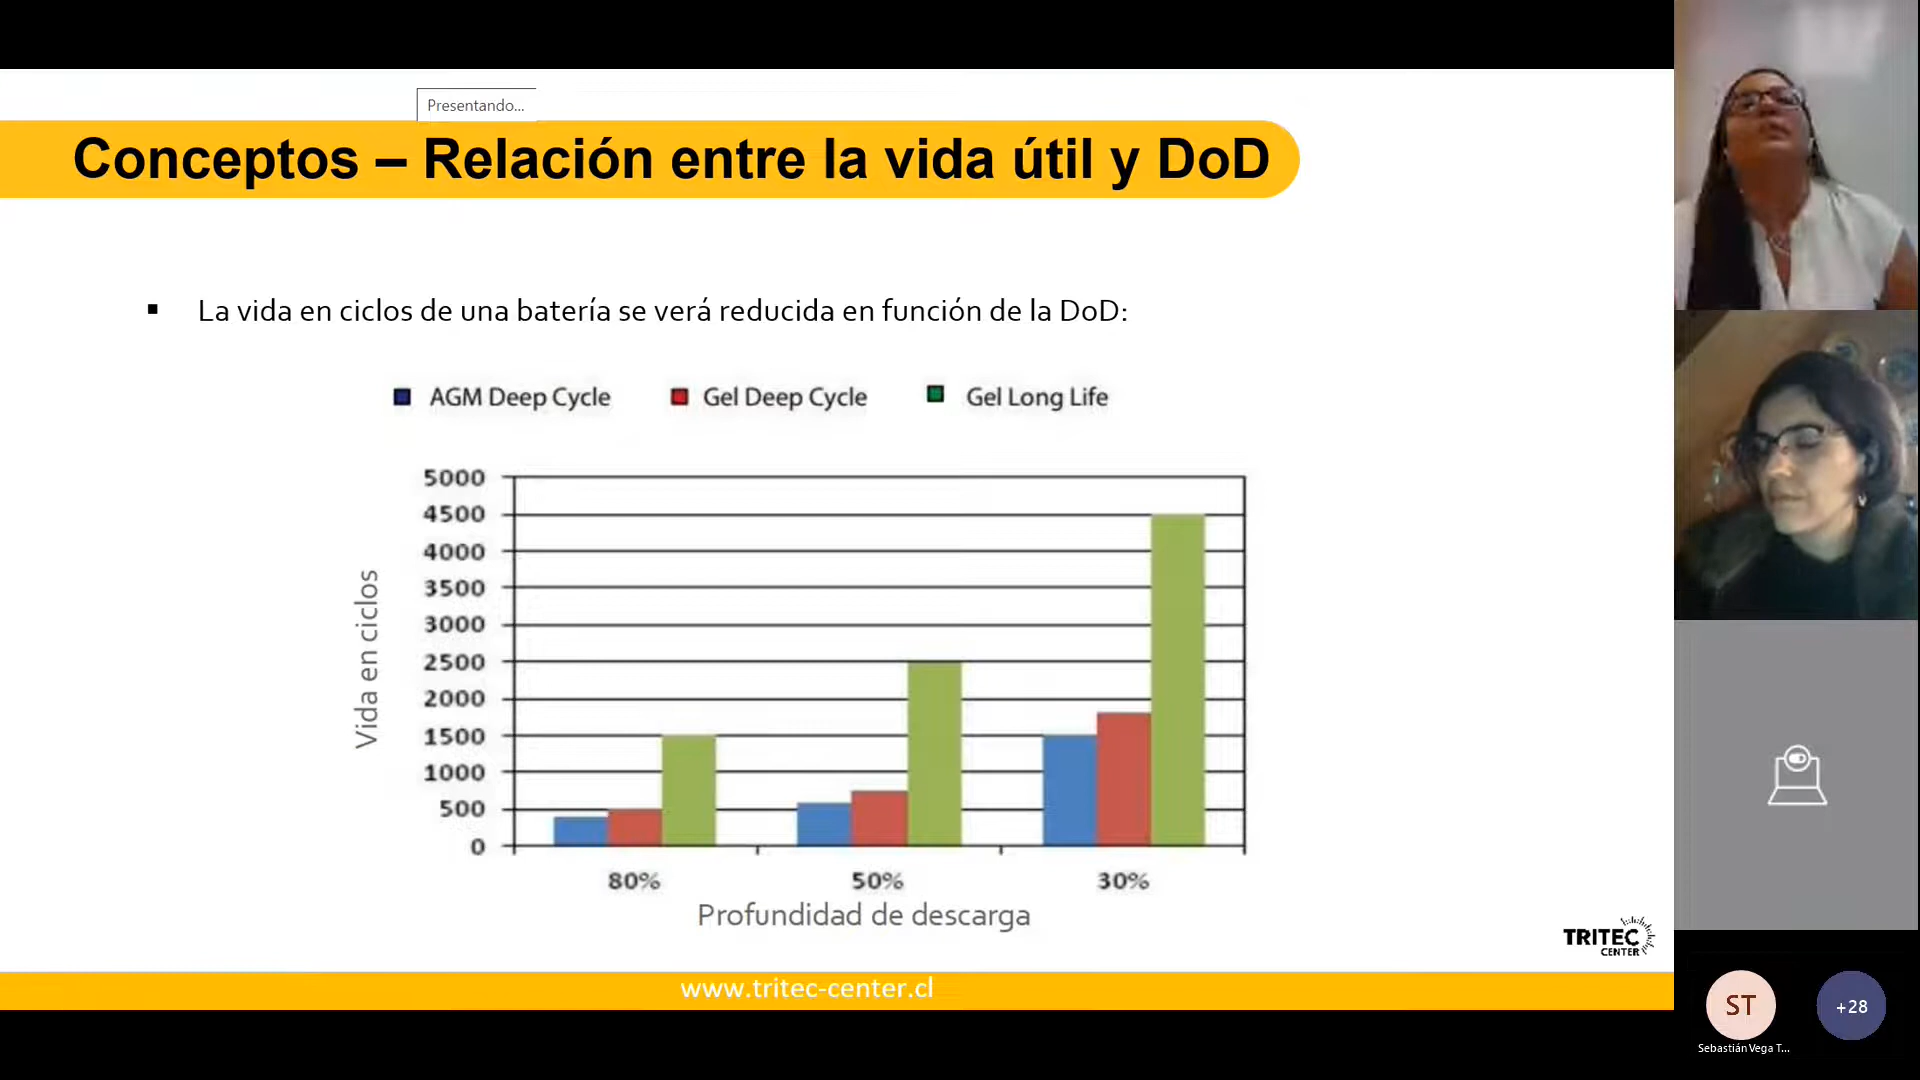 Presentando...
Conceptos – Relación entre la vida útil y DoD
▪ La vida en ciclos de una batería se verá reducida en función de la DoD:
AGM Deep Cycle Gel Deep Cycle Gel Long Life
5000
4500
4000
3500
3000
2500
2000
1500
1000
500
0
Vida en ciclos
80% 50% 30%
Profundidad de descarga
TRITEC
CENTER
www.tritec-center.cl
ST
+28
Sebastián Vega T...